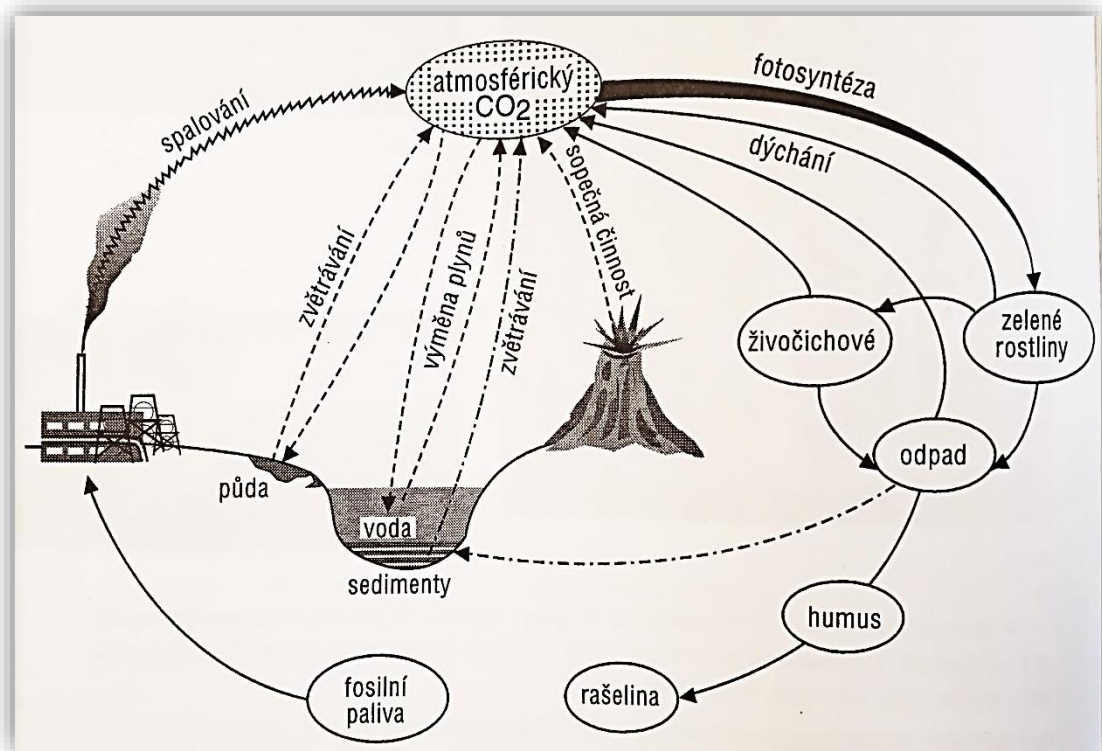 atmosférický
CO2
fotosyntéza
spalování
dýchání
sopečná činnost
zvětrávání
výměna plynů
zvětrávání
živočichové
zelené
rostliny
odpad
půda
voda
sedimenty
humus
fosilní
paliva
rašelina